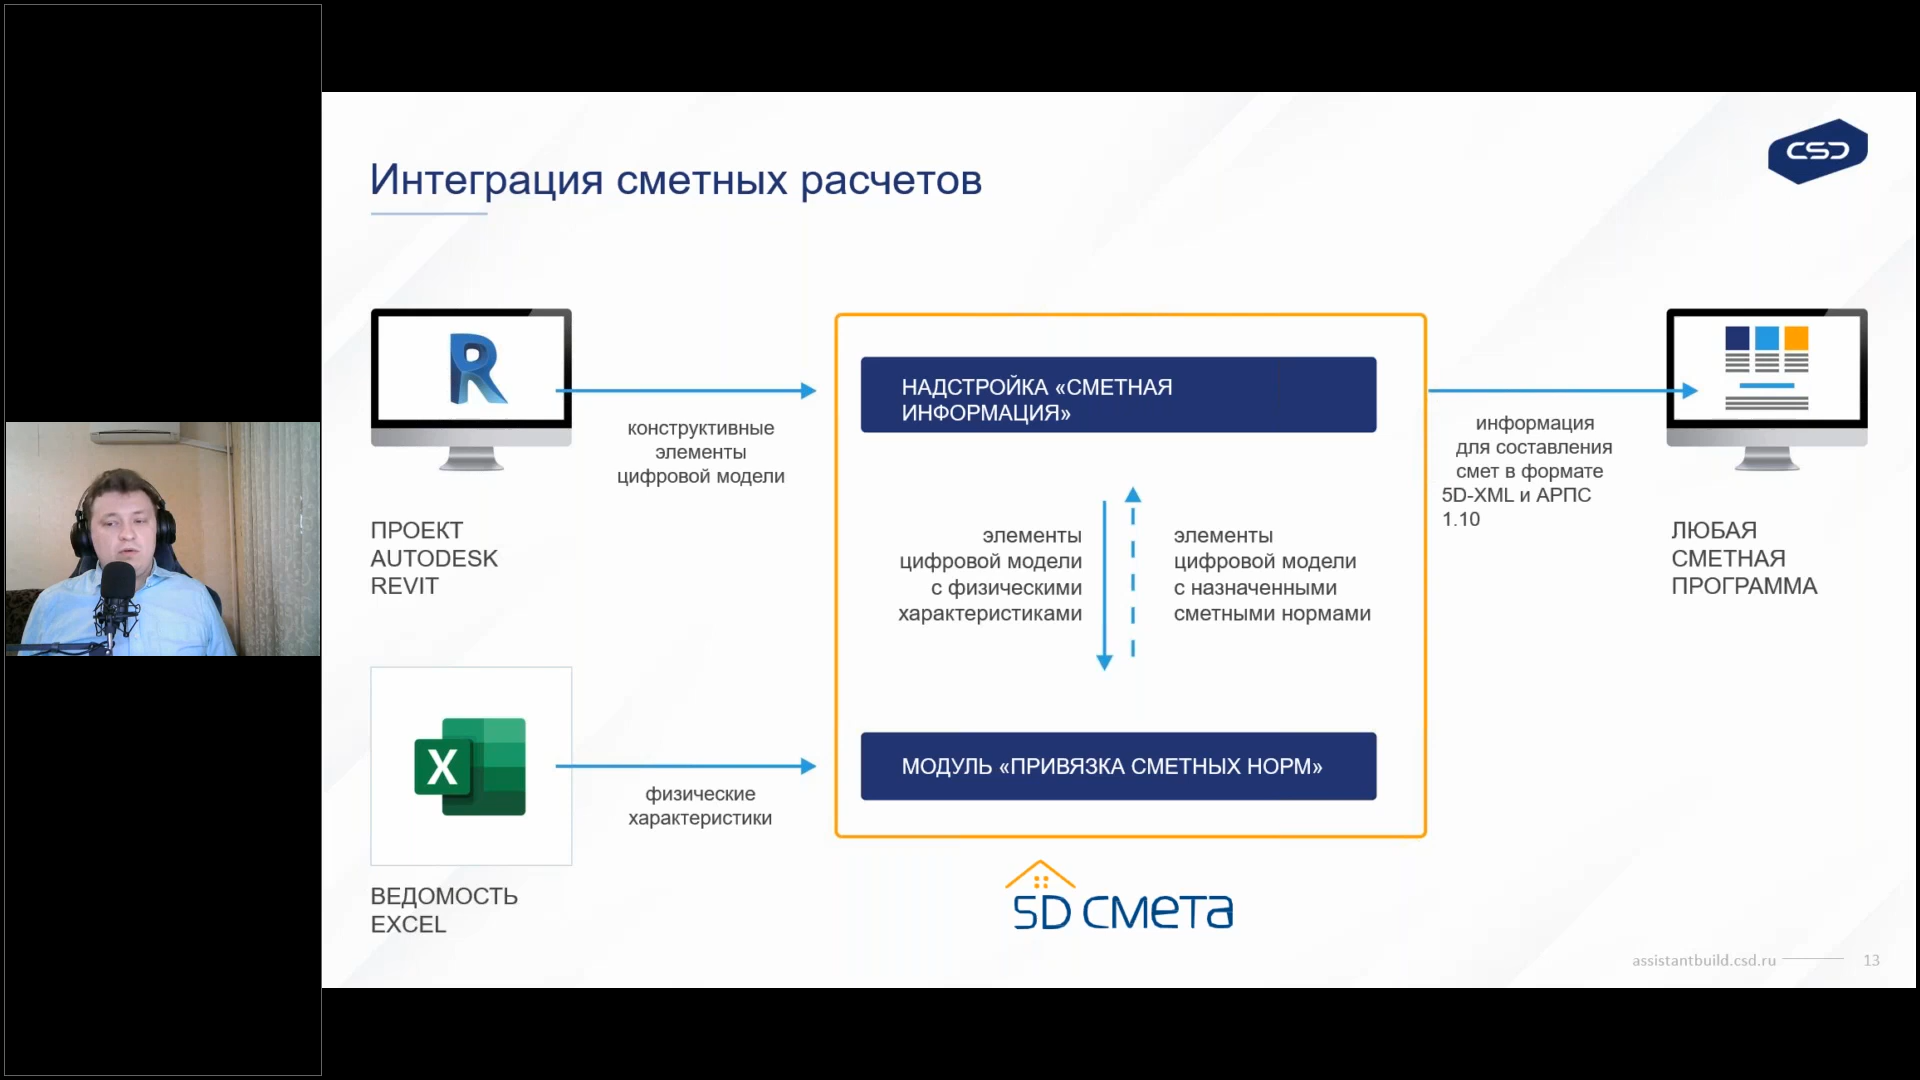 CSD
Интеграция сметных расчетов
R
конструктивные
элементы
цифровой модели
ПРОЕКТ
AUTODESK
REVIT
X
физические
характеристики
ВЕДОМОСТЬ
EXCEL
НАДСТРОЙКА «СМЕТНАЯ
ИНФОРМАЦИЯ»
элементы
цифровой модели
с физическими
характеристиками
элементы
цифровой модели
с назначенными
сметными нормами
МОДУЛЬ «ПРИВЯЗКА СМЕТНЫХ НОРМ»
5D смета
информация
для составления
смет в формате
5D-XML и АРПС
1.10
ЛЮБАЯ
СМЕТНАЯ
ПРОГРАММА
assistantbuild.csd.ru
13